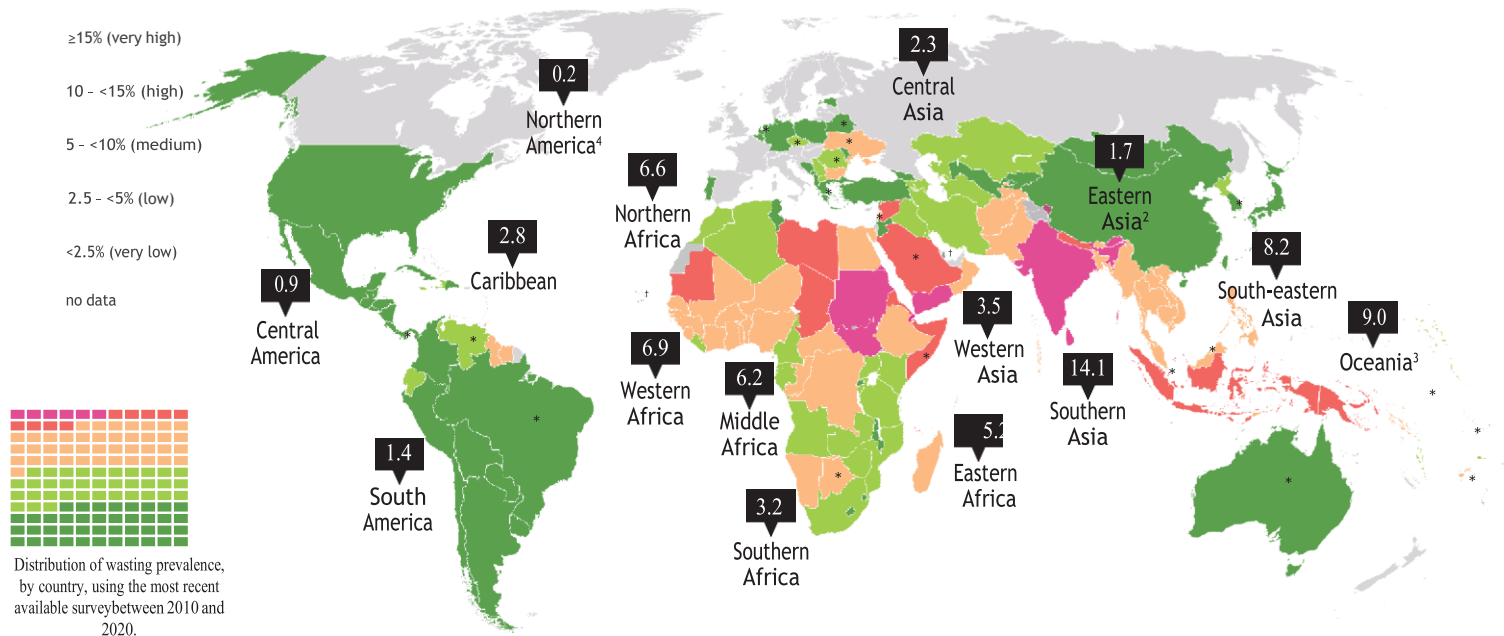 ≥15% (very high)
10 – <15% (high)
5 – <10% (medium)
2.5 – <5% (low)
<2.5% (very low)
no data
0.2
Northern
America⁴
2.3
Central
Asia
1.7
Eastern
Asia²
6.6
Northern
Africa
2.8
Caribbean
0.9
Central
America
8.2
South-eastern
Asia
9.0
Oceania³
3.5
Western
Asia
6.9
Western
Africa
6.2
Middle
Africa
14.1
Southern
Asia
5.2
Eastern
Africa
1.4
South
America
3.2
Southern
Africa
Distribution of wasting prevalence,
by country, using the most recent
available surveybetween 2010 and
2020.